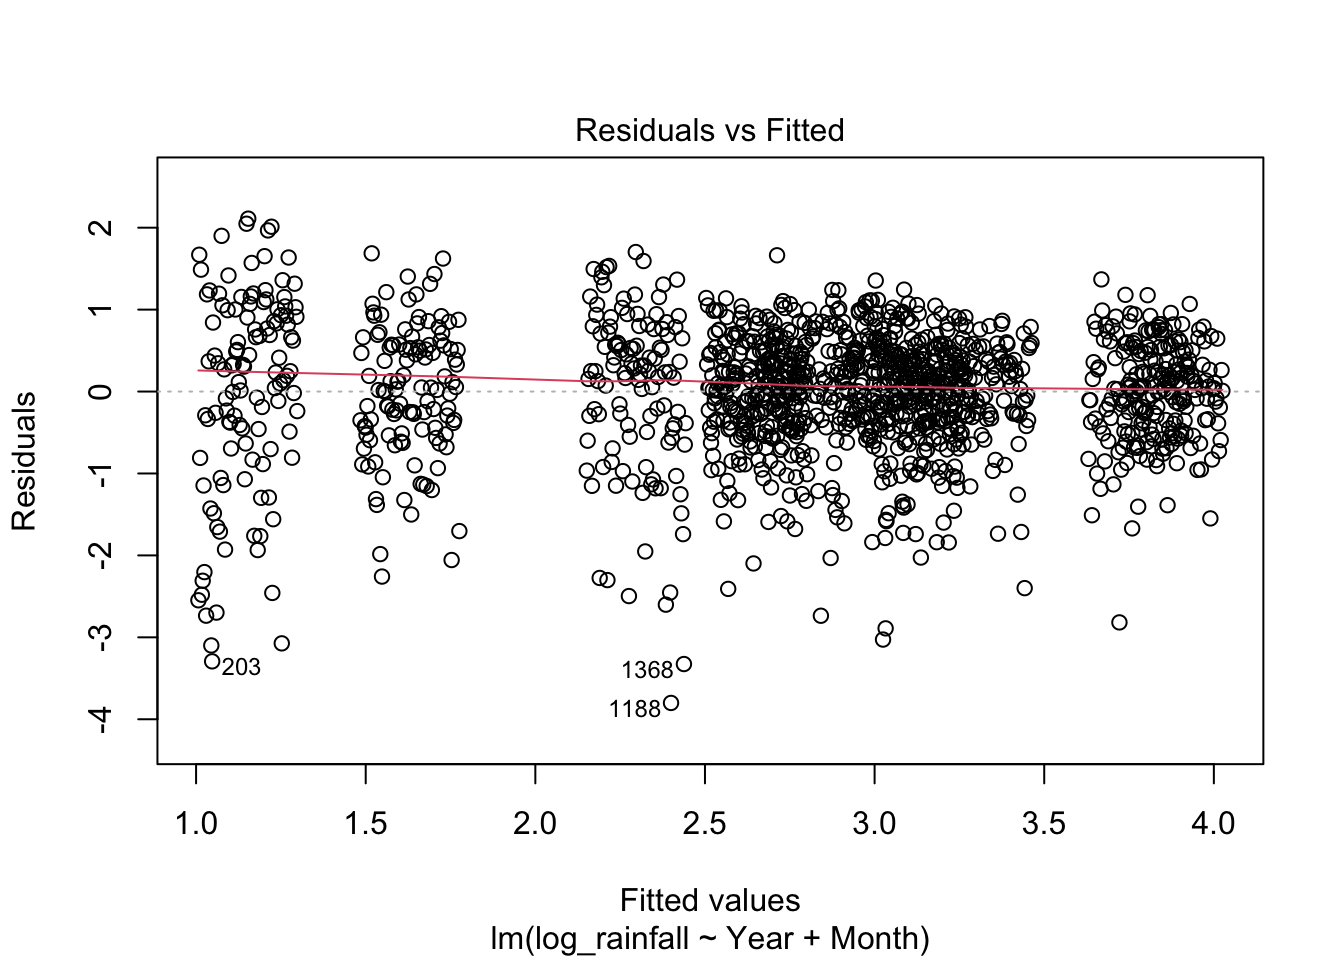 Residuals vs Fitted
Residuals
2
1
0
-1
-2
-3
-4
203
1368
1188
1.0 1.5 2.0 2.5 3.0 3.5 4.0
Fitted values
lm(log_rainfall ~ Year + Month)